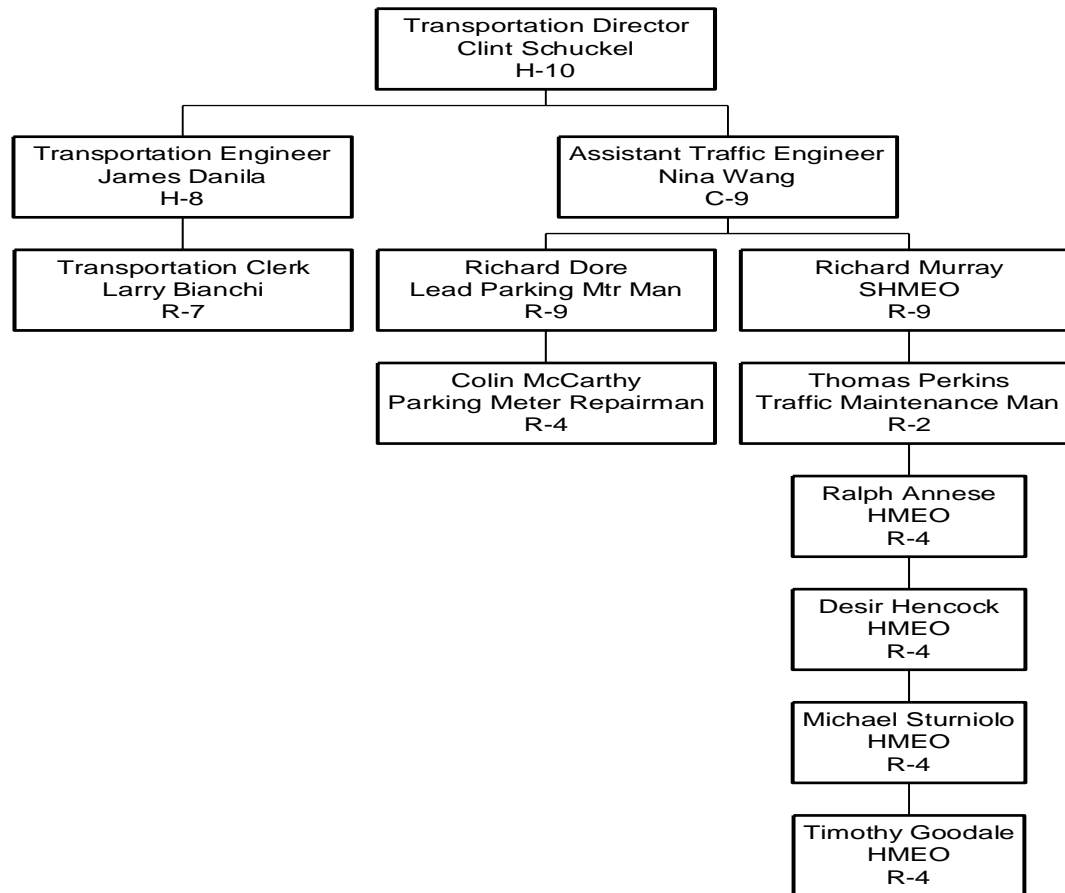 Transportation Director
Clint Schuckel
H-10
Transportation Engineer
James Danila
H-8
Assistant Traffic Engineer
Nina Wang
C-9
Transportation Clerk
Larry Bianchi
R-7
Richard Dore
Lead Parking Mtr Man
R-9
Richard Murray
SHMEO
R-9
Colin McCarthy
Parking Meter Repairman
R-4
Thomas Perkins
Traffic Maintenance Man
R-2
Ralph Annese
HMEO
R-4
Desir Hencock
HMEO
R-4
Michael Sturniolo
HMEO
R-4
Timothy Goodale
HMEO
R-4